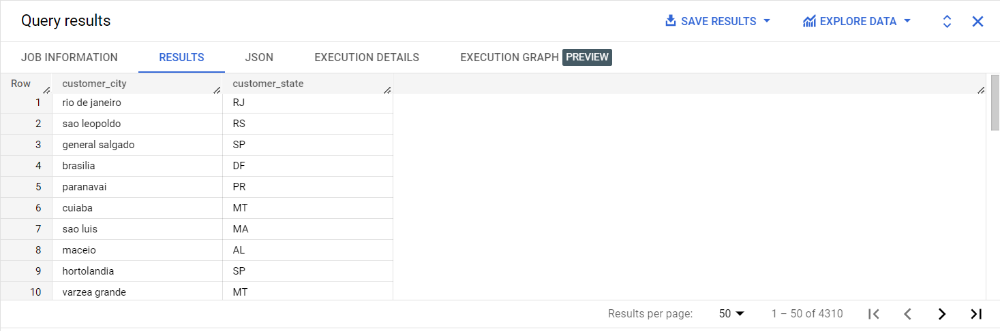 Query results SAVE RESULTS EXPLORE DATA
JOB INFORMATION RESULTS JSON EXECUTION DETAILS EXECUTION GRAPH PREVIEW
Row customer_city customer_state
1 rio de janeiro RJ
2 sao leopoldo RS
3 general salgado SP
4 brasilia DF
5 paranavai PR
6 cuiaba MT
7 sao luis MA
8 maceio AL
9 hortolandia SP
10 varzea grande MT
Results per page: 50 1 – 50 of 4310